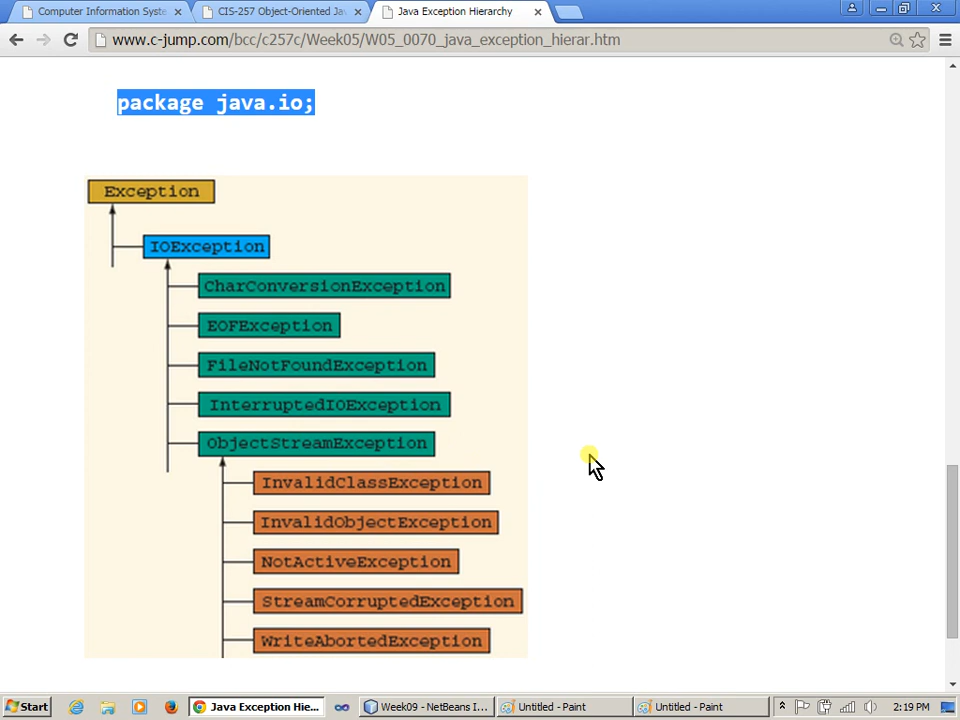 Computer Information Syste
CIS-257 Object-Oriented Ja
Java Exception Hierarchy
www.c-jump.com/bcc/c257c/Week05/W05_0070_java_exception_hierar.htm
package java.io;
Exception
IOException
CharConversionException
EOFException
FileNotFoundException
InterruptedIOException
ObjectStreamException
InvalidClassException
InvalidObjectException
NotActiveException
StreamCorruptedException
WriteAbortedException
Start
Java Exception Hie...
Week09 - NetBeans I...
Untitled - Paint
Untitled - Paint
2:19 PM